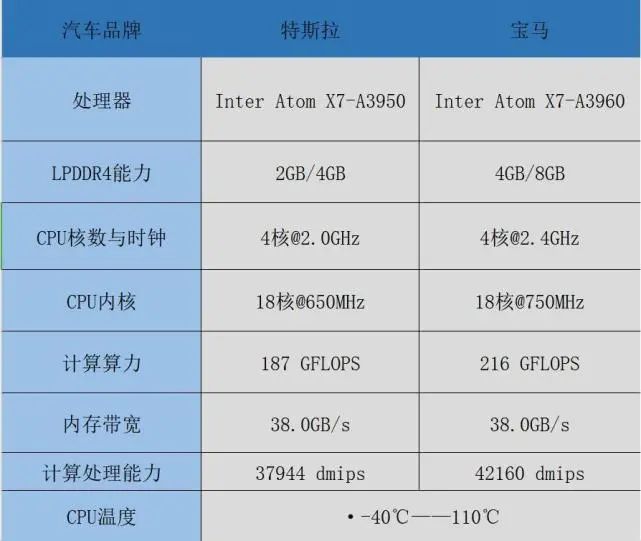 汽车品牌 特斯拉 宝马
处理器 Inter Atom X7-A3950 Inter Atom X7-A3960
LPDDR4能力 2GB/4GB 4GB/8GB
CPU核数与时钟 4核@2.0GHz 4核@2.4GHz
CPU内核 18核@650MHz 18核@750MHz
计算算力 187 GFLOPS 216 GFLOPS
内存带宽 38.0GB/s 38.0GB/s
计算处理能力 37944 dmips 42160 dmips
CPU温度 •-40℃——110℃